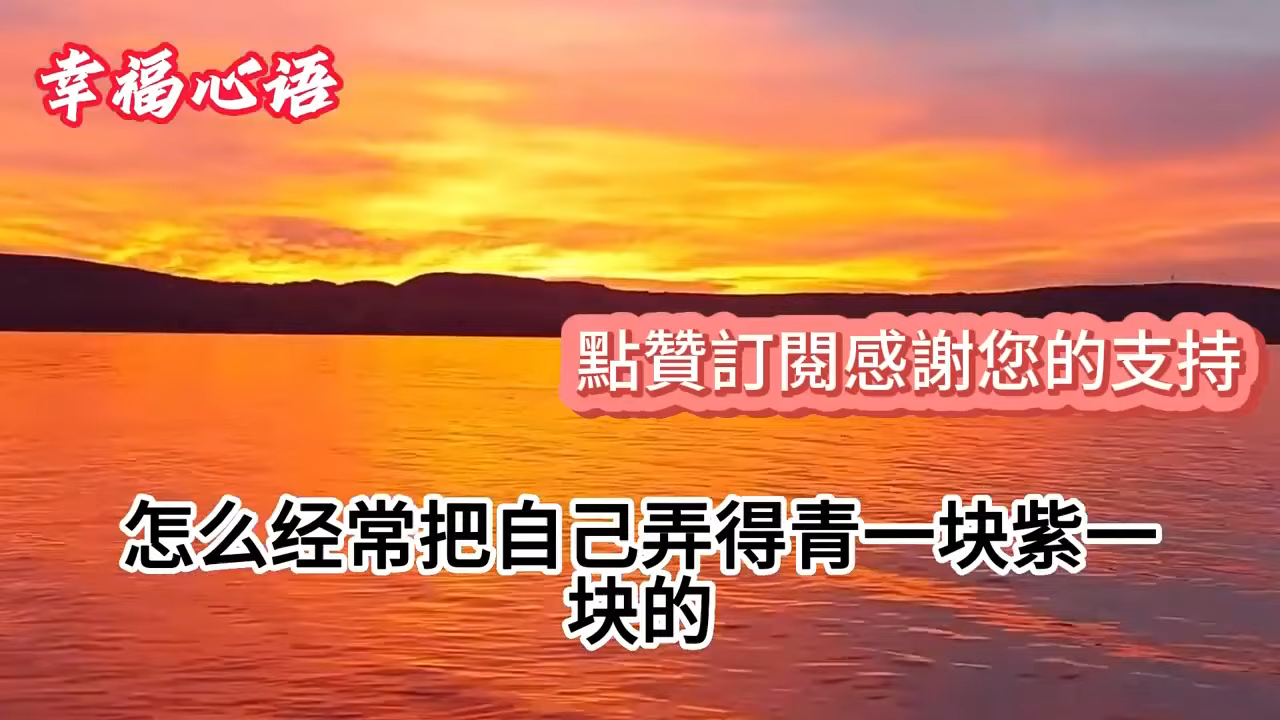 幸福心语
點贊訂閱感謝您的支持
怎么经常把自己弄得青一块紫一
块的